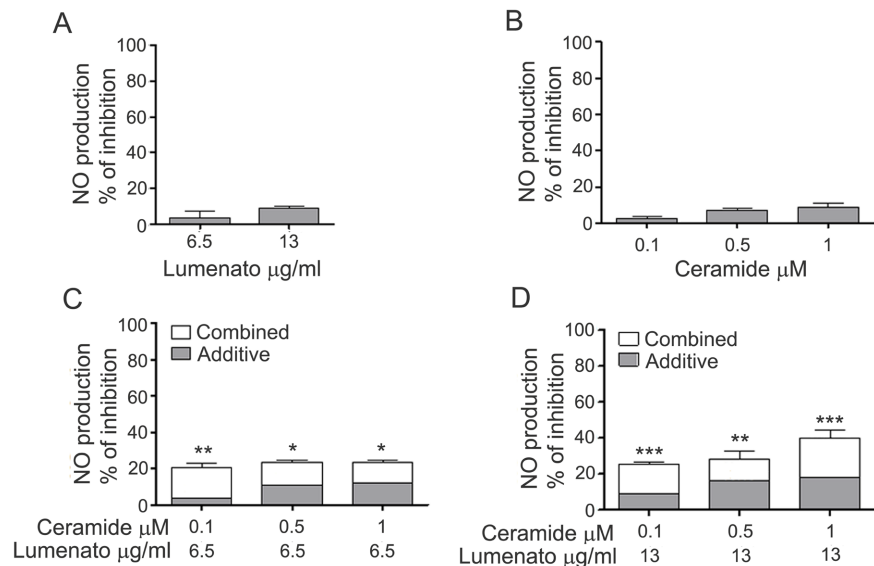 A
NO production
% of inhibition
100
80
60
40
20
0
6.5 13
Lumenato μg/ml
B
NO production
% of inhibition
100
80
60
40
20
0
0.1 0.5 1
Ceramide μM
C
NO production
% of inhibition
100
80
60
40
20
0
Combined
Additive
** * *
Ceramide μM 0.1 0.5 1
Lumenato μg/ml 6.5 6.5 6.5
D
NO production
% of inhibition
100
80
60
40
20
0
Combined
Additive
*** ** ***
Ceramide μM 0.1 0.5 1
Lumenato μg/ml 13 13 13